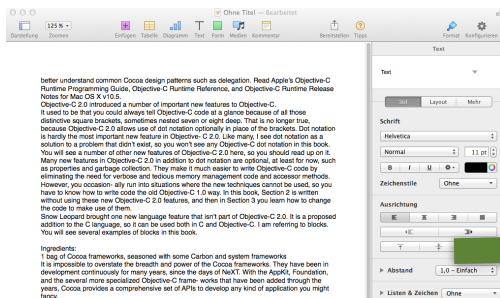 Ohne Titel — Bearbeitet
125 %
Darstellung Zoomen Einfügen Tabelle Diagramm Text Form Medien Kommentar Bereitstellen Tipps Format Konfigurieren
Text
Text
Stil Layout Mehr
Schrift
Helvetica
Normal 11 pt
B I U
Zeichenstile Ohne
Ausrichtung
Abstand 1,0 – Einfach
Listen & Zeichen Ohne
better understand common Cocoa design patterns such as delegation. Read Apple's Objective-C
Runtime Programming Guide, Objective-C Runtime Reference, and Objective-C Runtime Release
Notes for Mac OS X v10.5.
Objective-C 2.0 introduced a number of important new features to Objective-C.
It used to be that you could always tell Objective-C code at a glance because of all those
distinctive square brackets, sometimes nested seven or eight deep. That is no longer true,
because Objective-C 2.0 allows use of dot notation optionally in place of the brackets. Dot notation
is hardly the most important new feature in Objective- C 2.0. Like many, I see dot notation as a
solution to a problem that didn't exist, so you won't see any Objective-C dot notation in this book.
You will see a number of other new features of Objective-C 2.0 here, so you should read up on it.
Many new features in Objective-C 2.0 in addition to dot notation are optional, at least for now, such
as properties and garbage collection. They make it much easier to write Objective-C code by
eliminating the need for verbose and tedious memory management code and accessor methods.
However, you occasion- ally run into situations where the new techniques cannot be used, so you
have to know how to write code the old Objective-C 1.0 way. In this book, Section 2 is written
without using these new Objective-C 2.0 features, and then in Section 3 you learn how to change
the code to make use of them.
Snow Leopard brought one new language feature that isn't part of Objective-C 2.0. It is a proposed
addition to the C language, so it can be used both in C and Objective-C. I am referring to blocks.
You will see several examples of blocks in this book.
Ingredients:
1 bag of Cocoa frameworks, seasoned with some Carbon and system frameworks
It is impossible to overstate the breadth and power of the Cocoa frameworks. They have been in
development continuously for many years, since the days of NeXT. With the AppKit, Foundation,
and the several more specialized Objective-C frame- works that have been added through the
years, Cocoa provides a comprehensive set of APIs to develop any kind of application you might
fancy.